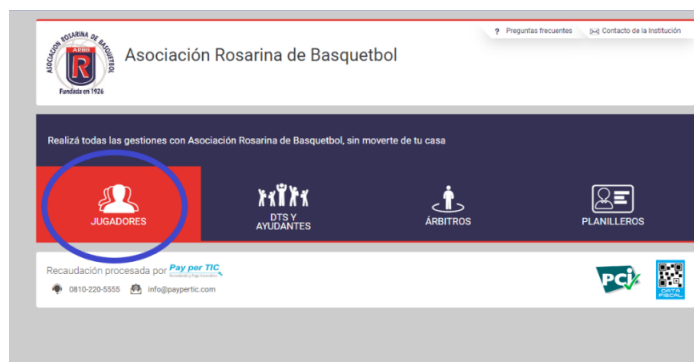 ASOCIACIÓN ROSARINA DE BASQUETBOL
ARBB
R
Fundada en 1926
Asociación Rosarina de Basquetbol
? Preguntas frecuentes
Contacto de la Institución
Realizá todas las gestiones con Asociación Rosarina de Basquetbol, sin moverte de tu casa
JUGADORES
DTS Y
AYUDANTES
ÁRBITROS
PLANILLEROS
Recaudación procesada por Pay per TIC
0810-220-5555 info@paypertic.com
PCI
DATA
FISCAL